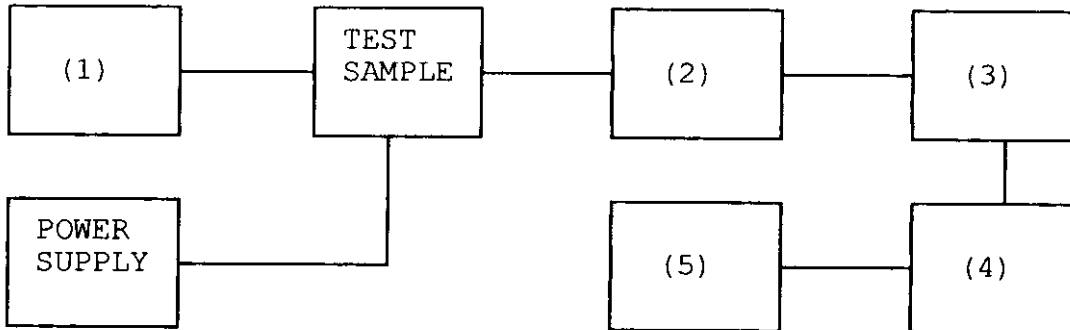 (1)
TEST
SAMPLE
(2)
(3)
POWER
SUPPLY
(5)
(4)